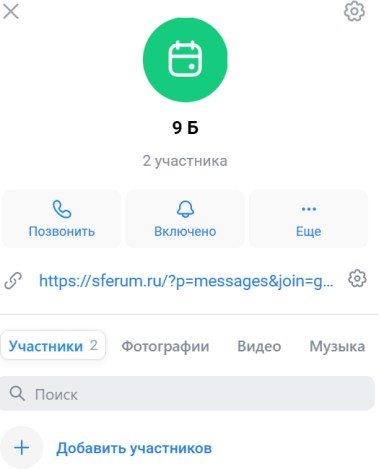 9 Б
2 участника
Позвонить Включено Еще
https://sferum.ru/?p=messages&join=g...
Участники 2 Фотографии Видео Музыка
Поиск
Добавить участников